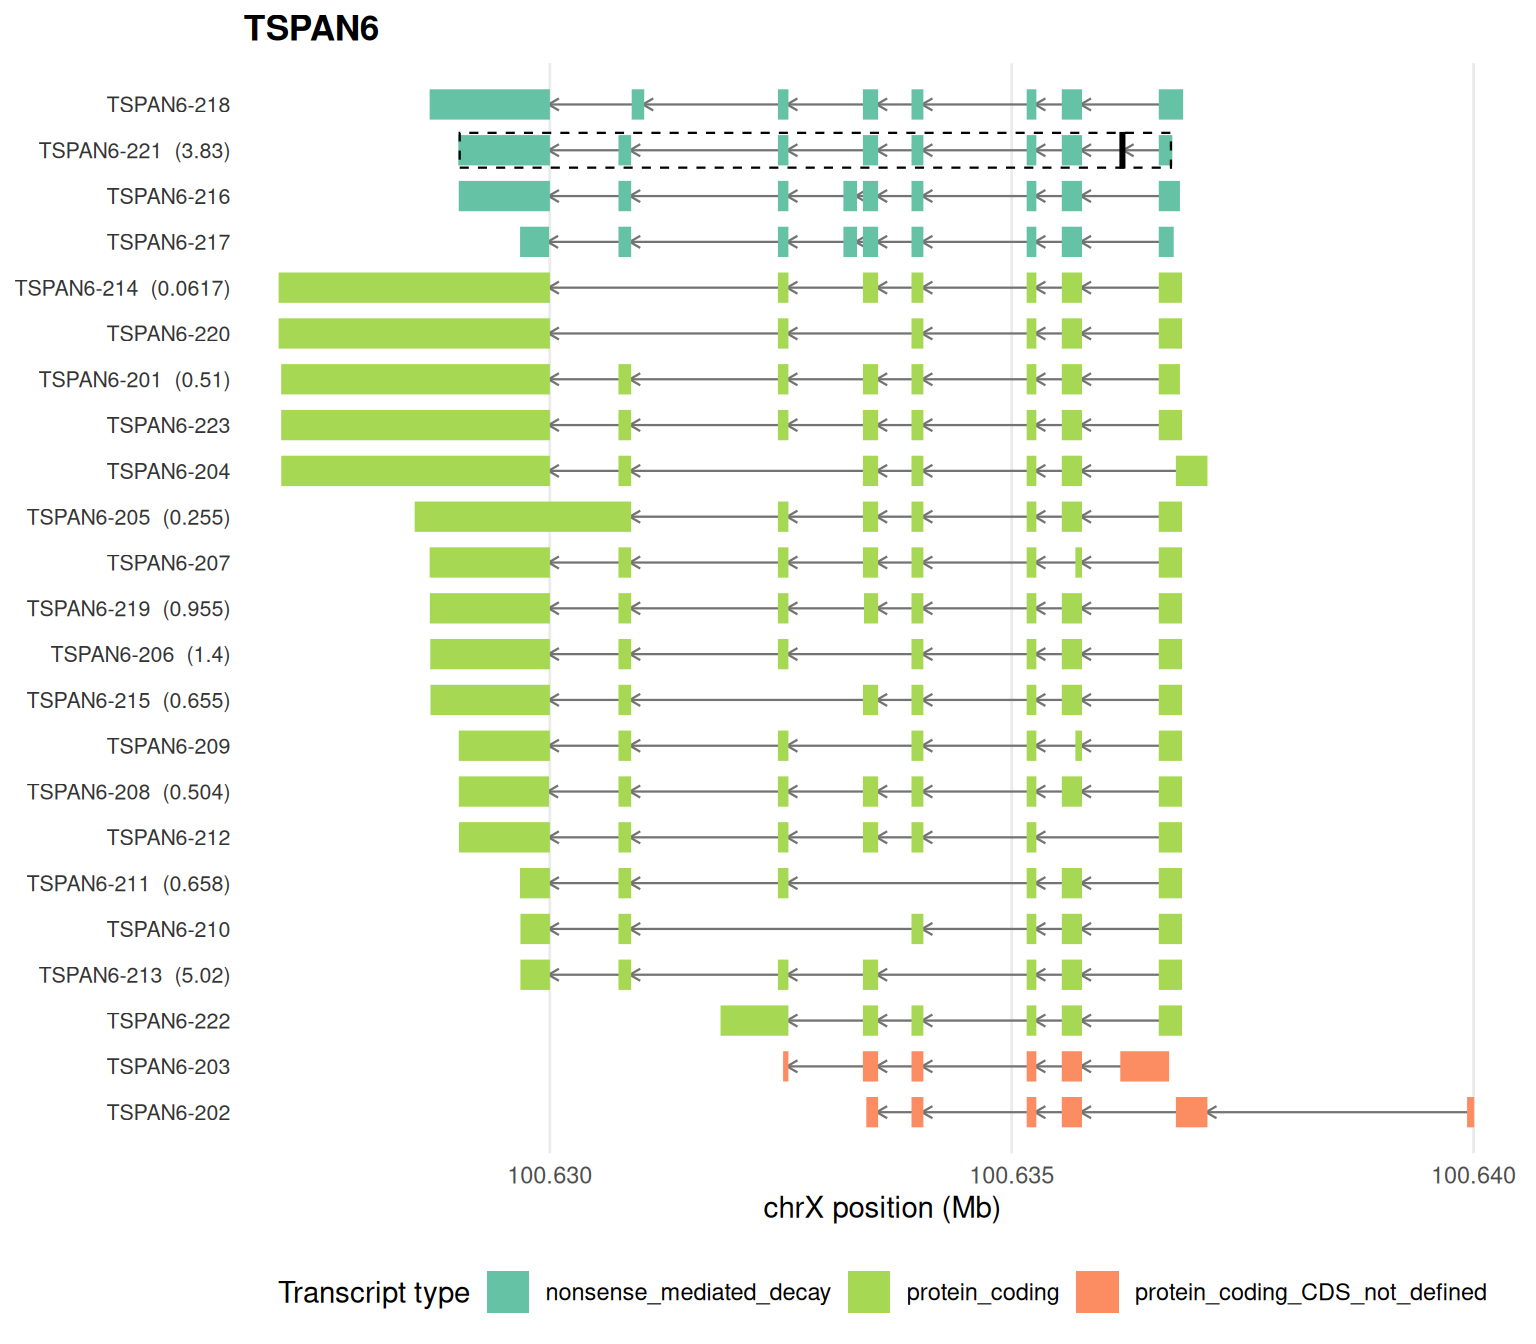 TSPAN6
TSPAN6-218
TSPAN6-221 (3.83)
TSPAN6-216
TSPAN6-217
TSPAN6-214 (0.0617)
TSPAN6-220
TSPAN6-201 (0.51)
TSPAN6-223
TSPAN6-204
TSPAN6-205 (0.255)
TSPAN6-207
TSPAN6-219 (0.955)
TSPAN6-206 (1.4)
TSPAN6-215 (0.655)
TSPAN6-209
TSPAN6-208 (0.504)
TSPAN6-212
TSPAN6-211 (0.658)
TSPAN6-210
TSPAN6-213 (5.02)
TSPAN6-222
TSPAN6-203
TSPAN6-202
100.630 100.635 100.640
chrX position (Mb)
Transcript type nonsense_mediated_decay protein_coding protein_coding_CDS_not_defined